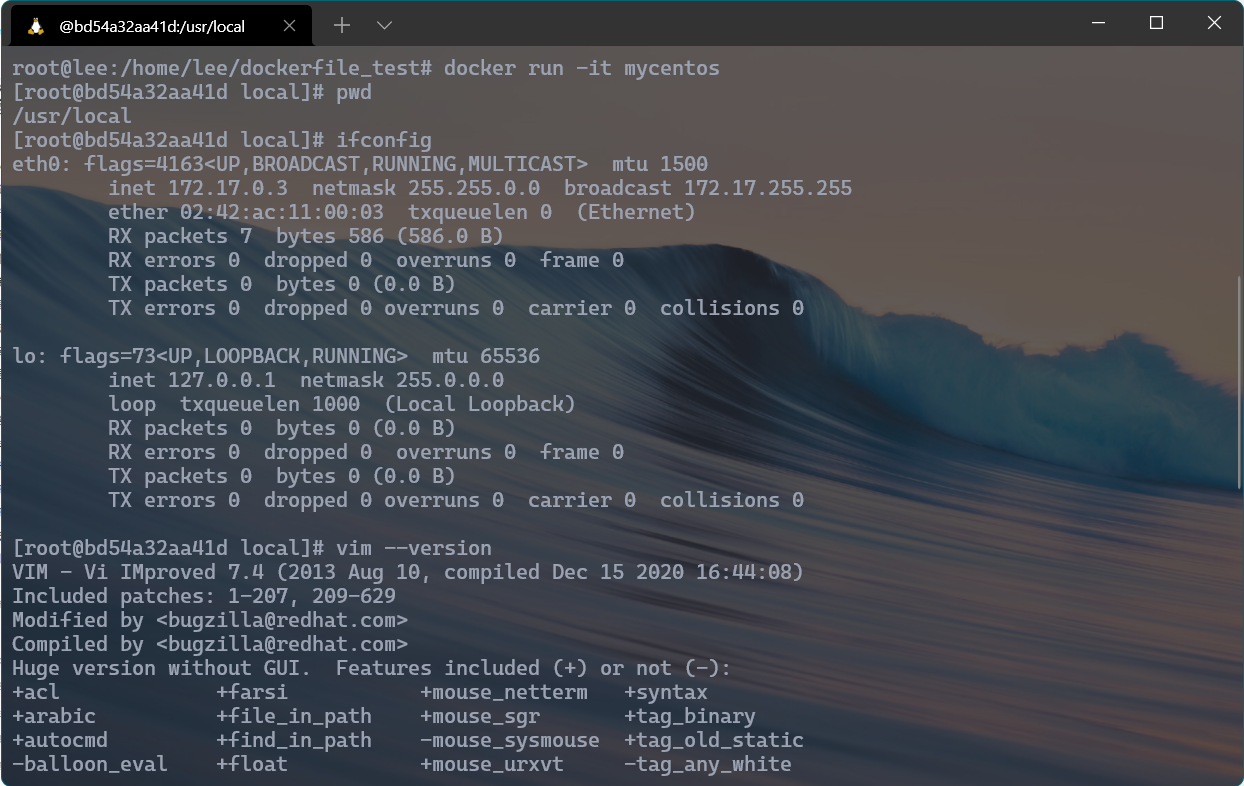 @bd54a32aa41d:/usr/local
root@lee:/home/lee/dockerfile_test# docker run -it mycentos
[root@bd54a32aa41d local]# pwd
/usr/local
[root@bd54a32aa41d local]# ifconfig
eth0: flags=4163<UP,BROADCAST,RUNNING,MULTICAST>  mtu 1500
        inet 172.17.0.3  netmask 255.255.0.0  broadcast 172.17.255.255
        ether 02:42:ac:11:00:03  txqueuelen 0  (Ethernet)
        RX packets 7  bytes 586 (586.0 B)
        RX errors 0  dropped 0  overruns 0  frame 0
        TX packets 0  bytes 0 (0.0 B)
        TX errors 0  dropped 0 overruns 0  carrier 0  collisions 0
lo: flags=73<UP,LOOPBACK,RUNNING>  mtu 65536
        inet 127.0.0.1  netmask 255.0.0.0
        loop  txqueuelen 1000  (Local Loopback)
        RX packets 0  bytes 0 (0.0 B)
        RX errors 0  dropped 0  overruns 0  frame 0
        TX packets 0  bytes 0 (0.0 B)
        TX errors 0  dropped 0 overruns 0  carrier 0  collisions 0
[root@bd54a32aa41d local]# vim --version
VIM - Vi IMproved 7.4 (2013 Aug 10, compiled Dec 15 2020 16:44:08)
Included patches: 1-207, 209-629
Modified by <bugzilla@redhat.com>
Compiled by <bugzilla@redhat.com>
Huge version without GUI.  Features included (+) or not (-):
+acl             +farsi           +mouse_netterm   +syntax
+arabic          +file_in_path    +mouse_sgr       +tag_binary
+autocmd         +find_in_path    -mouse_sysmouse  +tag_old_static
-balloon_eval    +float           +mouse_urxvt     -tag_any_white